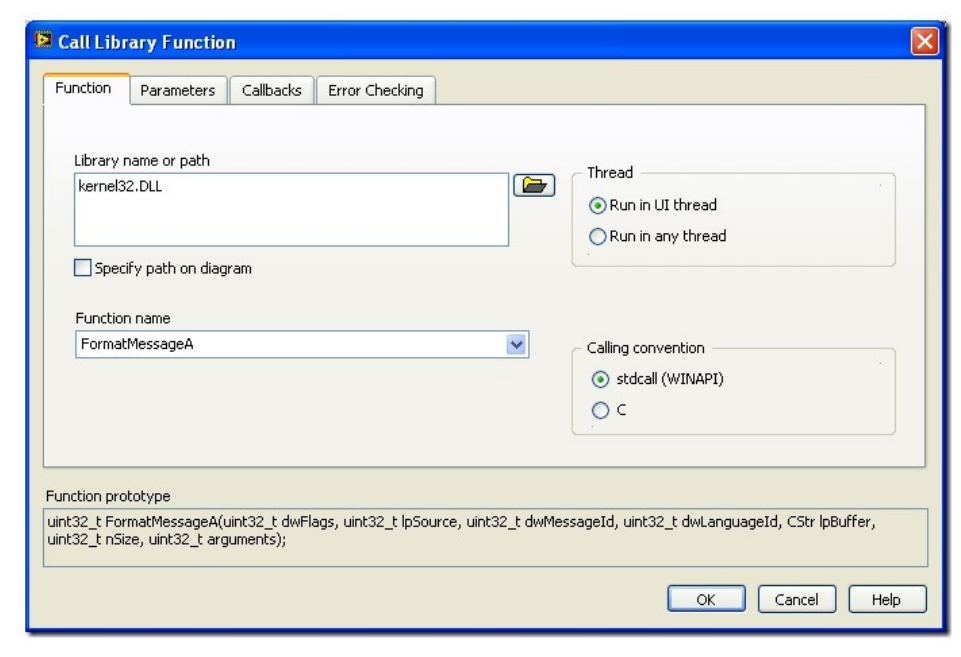 Call Library Function
Function Parameters Callbacks Error Checking
Library name or path
kernel32.DLL
Specify path on diagram
Thread
Run in UI thread
Run in any thread
Function name
FormatMessageA
Calling convention
stdcall (WINAPI)
C
Function prototype
uint32_t FormatMessageA(uint32_t dwFlags, uint32_t lpSource, uint32_t dwMessageId, uint32_t dwLanguageId, CStr lpBuffer,
uint32_t nSize, uint32_t arguments);
OK Cancel Help